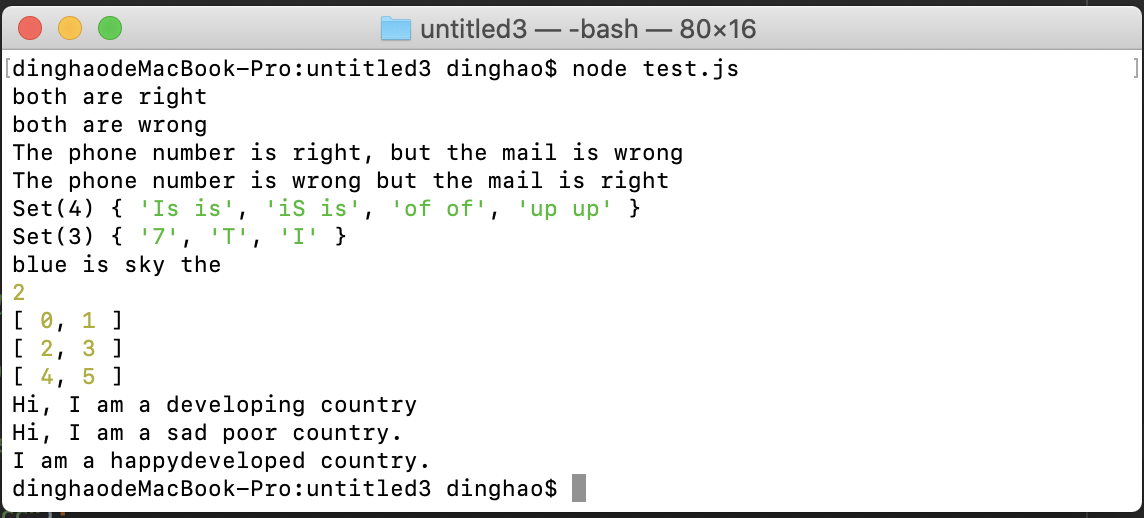 untitled3 — -bash — 80×16
[dinghaodeMacBook-Pro:untitled3 dinghao$ node test.js ]
both are right
both are wrong
The phone number is right, but the mail is wrong
The phone number is wrong but the mail is right
Set(4) { 'Is is', 'iS is', 'of of', 'up up' }
Set(3) { '7', 'T', 'I' }
blue is sky the
2
[ 0, 1 ]
[ 2, 3 ]
[ 4, 5 ]
Hi, I am a developing country
Hi, I am a sad poor country.
I am a happydeveloped country.
dinghaodeMacBook-Pro:untitled3 dinghao$